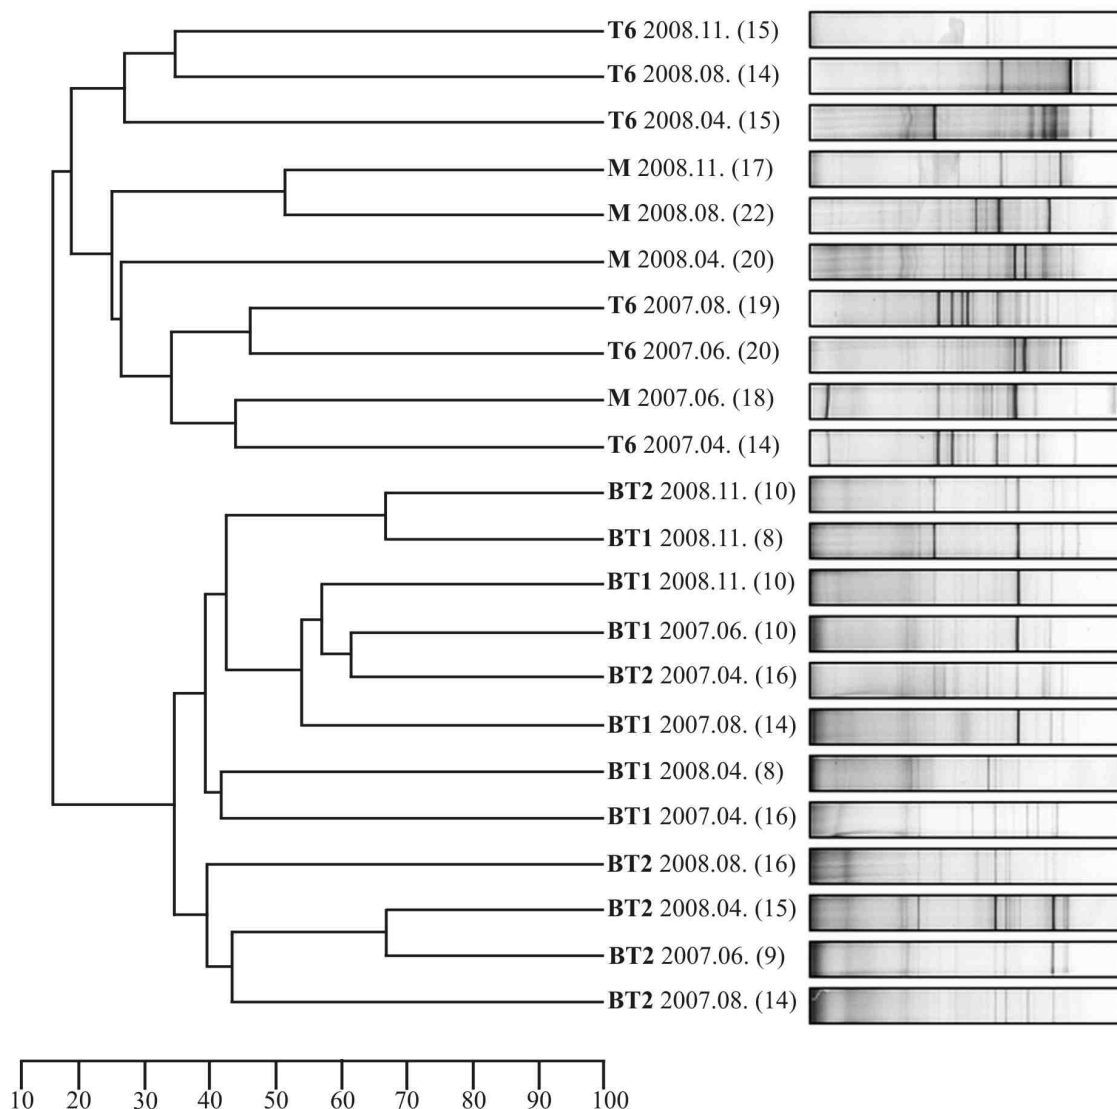 T6 2008.11. (15)
T6 2008.08. (14)
T6 2008.04. (15)
M 2008.11. (17)
M 2008.08. (22)
M 2008.04. (20)
T6 2007.08. (19)
T6 2007.06. (20)
M 2007.06. (18)
T6 2007.04. (14)
BT2 2008.11. (10)
BT1 2008.11. (8)
BT1 2008.11. (10)
BT1 2007.06. (10)
BT2 2007.04. (16)
BT1 2007.08. (14)
BT1 2008.04. (8)
BT1 2007.04. (16)
BT2 2008.08. (16)
BT2 2008.04. (15)
BT2 2007.06. (9)
BT2 2007.08. (14)
10 20 30 40 50 60 70 80 90 100